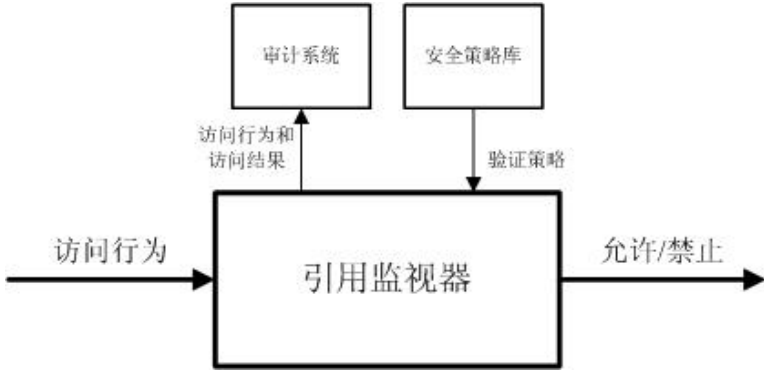 审计系统
安全策略库
访问行为和
访问结果
验证策略
访问行为
允许/禁止
引用监视器